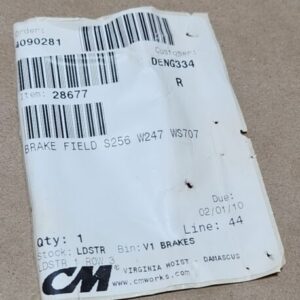 order:
4090281
Customer:
DENG334
R
Item: 28677
BRAKE FIELD S256 W247 WS707
Due:
02/01/10
Qty: 1
Line: 44
Stock: LDSTR Bin: V1 BRAKES
LDSTR 1 ROW 3
CM
VIRGINIA HOIST - DAMASCUS
www.cmworks.com